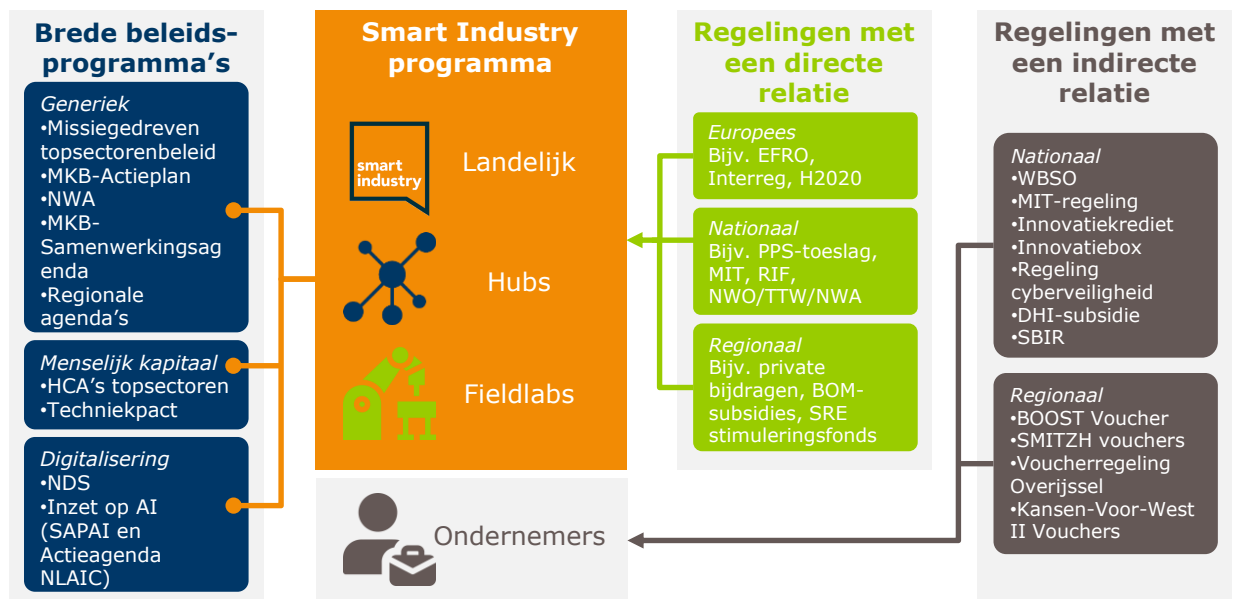 Brede beleids-
programma's
Generiek
•Missiegedreven
topsectorenbeleid
•MKB-Actieplan
•NWA
•MKB-
Samenwerkingsag
enda
•Regionale
agenda's
Menselijk kapitaal
•HCA's topsectoren
•Techniekpact
Digitalisering
•NDS
•Inzet op AI
(SAPAI en
Actieagenda
NLAIC)
Smart Industry
programma
smart
industry
Landelijk
Hubs
Fieldlabs
Ondernemers
Regelingen met
een directe
relatie
Europees
Bijv. EFRO,
Interreg, H2020
Nationaal
Bijv. PPS-toeslag,
MIT, RIF,
NWO/TTW/NWA
Regionaal
Bijv. private
bijdragen, BOM-
subsidies, SRE
stimuleringsfonds
Regelingen met
een indirecte
relatie
Nationaal
•WBSO
•MIT-regeling
•Innovatiekrediet
•Innovatiebox
•Regeling
cyberveiligheid
•DHI-subsidie
•SBIR
Regionaal
•BOOST Voucher
•SMITZH vouchers
•Voucherregeling
Overijssel
•Kansen-Voor-West
II Vouchers